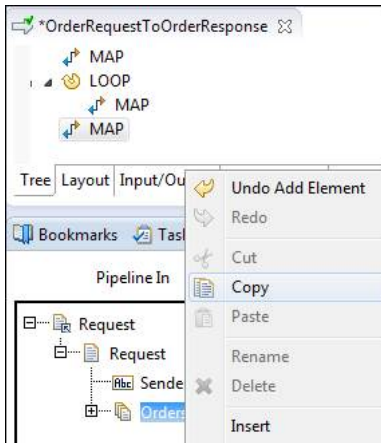 *OrderRequestToOrderResponse
MAP
LOOP
MAP
MAP
Tree Layout Input/Ou
Undo Add Element
Redo
Cut
Copy
Paste
Rename
Delete
Insert
Bookmarks Tas
Pipeline In
Request
Request
Abc Sende
Orders